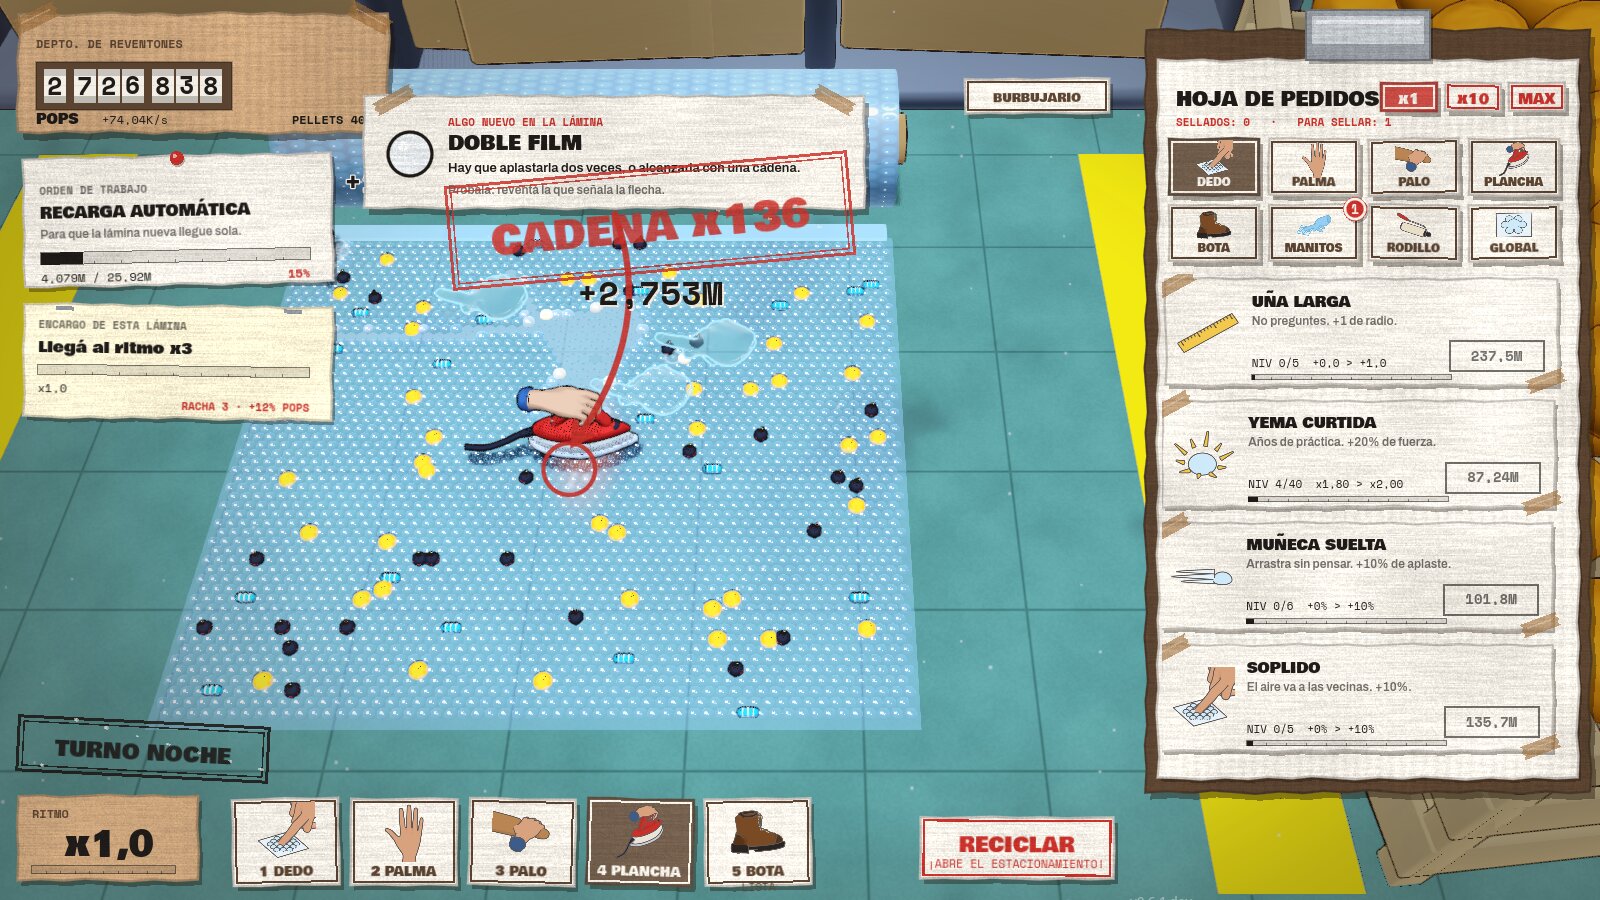 DEPTO. DE REVENTONES
2 726 838
POPS +74,04K/s PELLETS 40
ORDEN DE TRABAJO
RECARGA AUTOMÁTICA
Para que la lámina nueva llegue sola.
4,079M / 25,92M 15%
ENCARGO DE ESTA LÁMINA
Llegá al ritmo x3
x1,0
RACHA 3 · +12% POPS
+
ALGO NUEVO EN LA LÁMINA
DOBLE FILM
Hay que aplastarla dos veces, o alcanzarla con una cadena.
Probala: reventá la que señala la flecha.
CADENA x136
+2,753M
BURBUJARIO
HOJA DE PEDIDOS x1 x10 MAX
SELLADOS: 0 · PARA SELLAR: 1
DEDO PALMA PALO PLANCHA
1
BOTA MANITOS RODILLO GLOBAL
UÑA LARGA
No preguntes. +1 de radio.
NIV 0/5 +0,0 > +1,0 237,5M
YEMA CURTIDA
Años de práctica. +20% de fuerza.
NIV 4/40 x1,80 > x2,00 87,24M
MUÑECA SUELTA
Arrastra sin pensar. +10% de aplaste.
NIV 0/6 +0% > +10% 101,8M
SOPLIDO
El aire va a las vecinas. +10%.
NIV 0/5 +0% > +10% 135,7M
TURNO NOCHE
RITMO
x1,0
1 DEDO 2 PALMA 3 PALO 4 PLANCHA 5 BOTA
RECICLAR
¡ABRE EL ESTACIONAMIENTO!